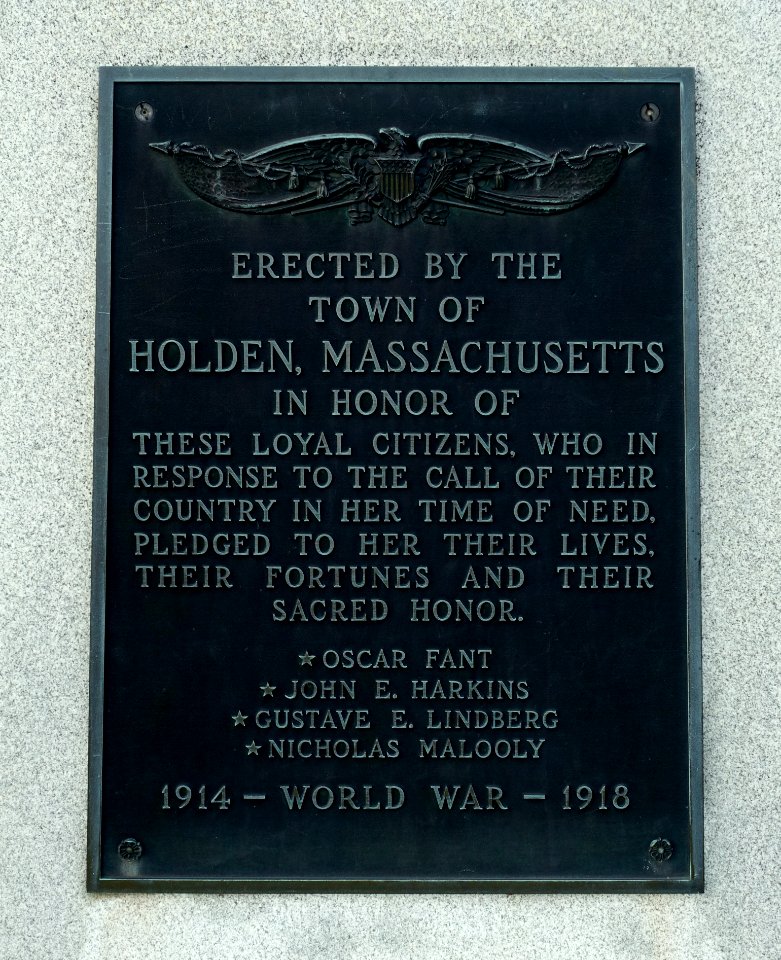 ERECTED BY THE
TOWN OF
HOLDEN, MASSACHUSETTS
IN HONOR OF
THESE LOYAL CITIZENS, WHO IN
RESPONSE TO THE CALL OF THEIR
COUNTRY IN HER TIME OF NEED,
PLEDGED TO HER THEIR LIVES,
THEIR FORTUNES AND THEIR
SACRED HONOR.
★ OSCAR FANT
★ JOHN E. HARKINS
★ GUSTAVE E. LINDBERG
★ NICHOLAS MALOOLY
1914 – WORLD WAR – 1918